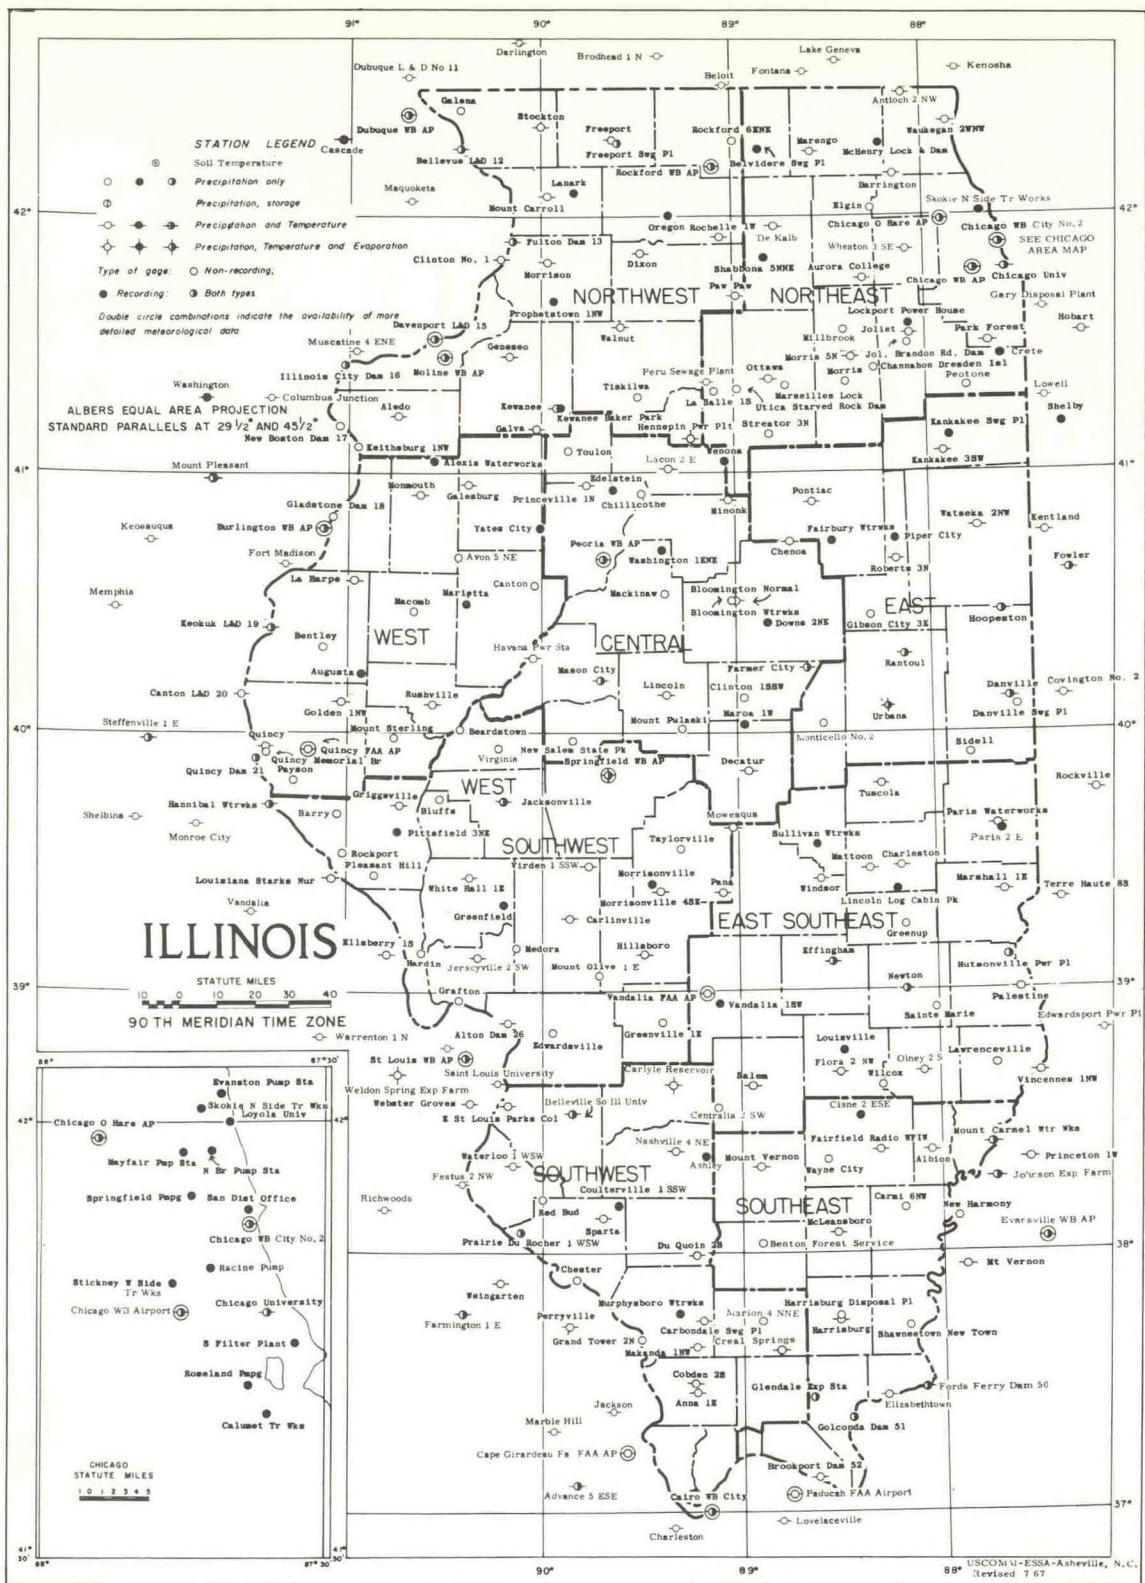 91°
90°
89°
88°
Darlington
Brodhead 1 N
Lake Geneva
Dubuque L & D No 11
Beloit
Fontana
Kenosha
Galena
Antioch 2 NW
Dubuque WB AP
Stockton
Freeport
Rockford 6ENE
Marengo
Waukegan 2WNW
STATION LEGEND
Cascade
Bellevue L&D 12
Freeport Swg Pl
Belvidere Swg Pl
McHenry Lock & Dam
Soil Temperature
Rockford WB AP
Barrington
Precipitation only
Maquoketa
Lanark
Elgin
Skokie N Side Tr Works
Precipitation, storage
42°
Mount Carroll
Chicago O Hare AP
Chicago WB City No. 2
42°
Precipitation and Temperature
Oregon
Rochelle 1W
De Kalb
SEE CHICAGO
AREA MAP
Precipitation, Temperature and Evaporation
Fulton Dam 13
Dixon
Wheaton 3 SE
Clinton No. 1
Morrison
Shabbona 5NNE
Aurora College
Chicago WB AP
Chicago Univ
Type of gage:
Non-recording;
Recording;
Both types
NORTHWEST
Paw Paw
NORTHEAST
Gary Disposal Plant
Double circle combinations indicate the availability of more
detailed meteorological data
Prophetstown 1NW
Lockport Power House
Hobart
Davenport L&D 15
Walnut
Millbrook
Joliet
Park Forest
Muscatine 4 ENE
Geneseo
Morris 5N
Jol. Brandon Rd. Dam
Crete
Illinois City Dam 16
Moline WB AP
Peru Sewage Plant
Ottawa
Morris
Channahon Dresden Isl
Washington
Columbus Junction
Tiskilwa
Marseilles Lock
Peotone
Lowell
ALBERS EQUAL AREA PROJECTION
Aledo
Kewanee
Kewanee Baker Park
La Salle 1S
Utica Starved Rock Dam
Shelby
STANDARD PARALLELS AT 29 1/2° AND 45 1/2°
New Boston Dam 17
Galva
Hennepin Pwr Plt
Streator 3N
Kankakee Swg Pl
Keithsburg 1NW
Toulon
41°
Alexis Waterworks
Lacon 2 E
Wenona
Kankakee 3SW
41°
Mount Pleasant
Monmouth
Galesburg
Edelstein
Princeville 1N
Chillicothe
Minonk
Pontiac
Gladstone Dam 18
Watseka 2NW
Keosauqua
Burlington WB AP
Yates City
Fairbury Wtrwks
Piper City
Kentland
Peoria WB AP
Chenoa
Fort Madison
Avon 5 NE
Washington 1ENE
Roberts 3N
Fowler
La Harpe
Canton
Mackinaw
Bloomington Normal
Memphis
Macomb
Marietta
Bloomington Wtrwks
EAST
Keokuk L&D 19
WEST
Downs 2NE
Gibson City 3E
Hoopeston
Bentley
Havana Pwr Sta
CENTRAL
Augusta
Mason City
Farmer City
Rantoul
Canton L&D 20
Rushville
Lincoln
Clinton 1SSW
Danville
Covington No. 2
Golden 1NW
Mount Pulaski
Maroa 1W
Urbana
Danville Swg Pl
Steffenville 1 E
Mount Sterling
40°
Beardstown
Monticello No. 2
40°
Quincy
Quincy FAA AP
New Salem State Pk
Sidell
Quincy Memorial Br
Virginia
Springfield WB AP
Quincy Dam 21
Payson
WEST
Decatur
Rockville
Griggsville
Tuscola
Hannibal Wtrwks
Bluffs
Jacksonville
Shelbina
Barry
Moweaqua
Paris Waterworks
Monroe City
Pittsfield 3NE
Sullivan Wtrwks
Paris 2 E
Taylorville
SOUTHWEST
Rockport
Mattoon
Charleston
Pleasant Hill
Virden 1 SSW
Morrisonville
Louisiana Starks Nur
White Hall 1E
Pana
Windsor
Marshall 1E
Terre Haute 8S
Vandalia
Greenfield
Morrisonville 4SE
Lincoln Log Cabin Pk
ILLINOIS
Carlinville
EAST SOUTHEAST
Greenup
Elsberry 1S
Medora
Hillsboro
Effingham
Hardin
Jerseyville 2 SW
Mount Olive 1 E
Hutsonville Pwr Pl
STATUTE MILES
Newton
10 0 10 20 30 40
39°
Grafton
Vandalia FAA AP
Vandalia 1SW
Palestine
39°
90 TH MERIDIAN TIME ZONE
Sainte Marie
Edwardsport Pwr Pl
Warrenton 1 N
Alton Dam 26
Edwardsville
Greenville 1E
Louisville
Lawrenceville
88°
87°30'
St Louis WB AP
Flora 2 NW
Olney 2 S
Saint Louis University
Carlyle Reservoir
Salem
Wilcox
Vincennes 1NW
Evanston Pump Sta
Weldon Spring Exp Farm
Skokie N Side Tr Wks
Webster Groves
Belleville So Ill Univ
Centralia 2 SW
Cisne 2 ESE
Chicago O Hare AP
42°
Loyola Univ
42°
E St Louis Parks Col
Mount Carmel Wtr Wks
Mayfair Pmp Sta
N Br Pump Sta
Waterloo 1 WSW
Nashville 4 NE
Fairfield Radio WFIW
Ashley
Mount Vernon
Wayne City
Albion
Princeton 1W
Festus 2 NW
SOUTHWEST
Johnson Exp Farm
Springfield Pmpg
San Dist Office
Richwoods
Coulterville 1 SSW
SOUTHEAST
Carmi 6NW
New Harmony
Red Bud
Sparta
McLeansboro
Evansville WB AP
Chicago WB City No. 2
Prairie Du Rocher 1 WSW
Du Quoin 2S
Benton Forest Service
38°
Racine Pump
Mt Vernon
Stickney W Side
Tr Wks
Chester
Chicago WB Airport
Chicago University
Weingarten
Murphysboro Wtrwks
Harrisburg Disposal Pl
Farmington 1 E
Perryville
Marion 4 NNE
S Filter Plant
Grand Tower 2N
Carbondale Swg Pl
Harrisburg
Shawneetown New Town
Makanda 1NW
Creal Springs
Roseland Pmpg
Cobden 2S
Glendale Exp Sta
Fords Ferry Dam 50
Calumet Tr Wks
Jackson
Anna 1E
Elizabethtown
Marble Hill
Golconda Dam 51
Cape Girardeau Fa FAA AP
CHICAGO
STATUTE MILES
Brookport Dam 52
1 0 1 2 3 4 5
Advance 5 ESE
Cairo WB City
Paducah FAA Airport
37°
Charleston
Lovelaceville
41°
30'
88°
87°30'
41°
30'
90°
89°
88°
USCOMM-ESSA-Asheville, N.C.
Revised 7 67